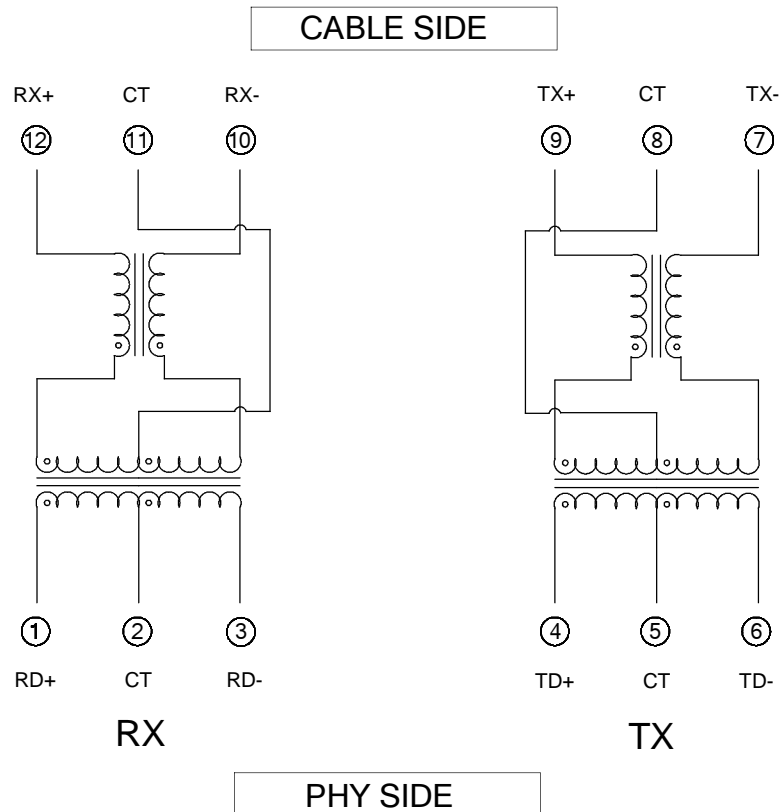 CABLE SIDE
RX+ CT RX- TX+ CT TX-
12 11 10 9 8 7
1 2 3 4 5 6
RD+ CT RD- TD+ CT TD-
RX TX
PHY SIDE